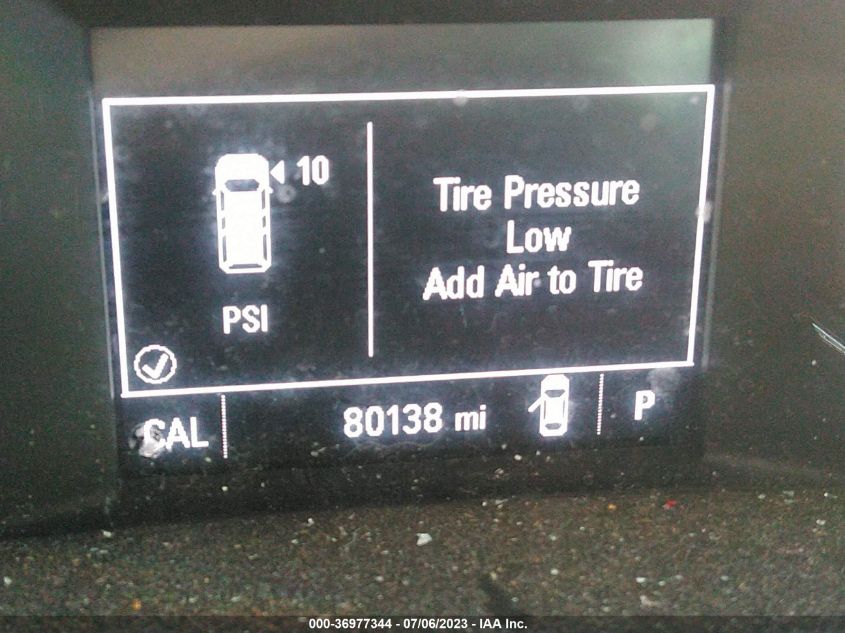 10
PSI
Tire Pressure
Low
Add Air to Tire
CAL
80138 mi
P
000-36977344 - 07/06/2023 - IAA Inc.